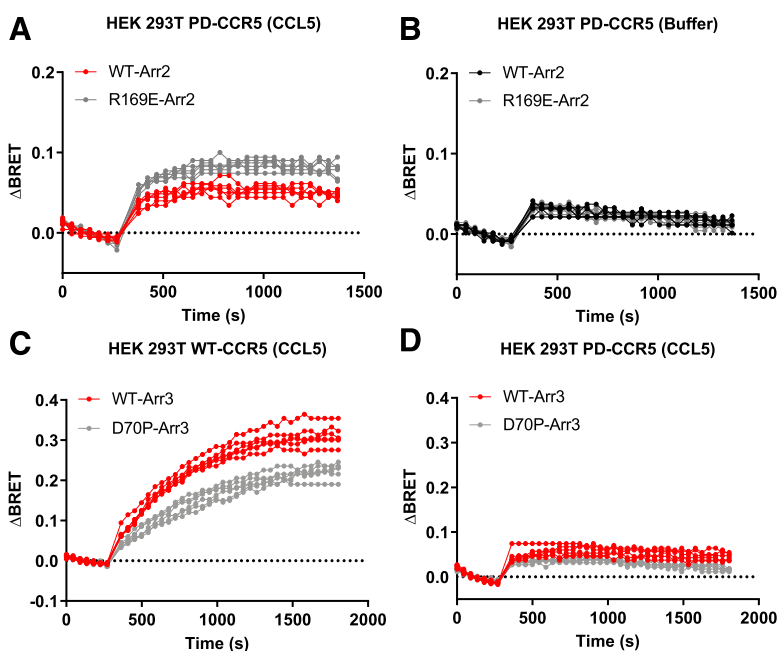 A
HEK 293T PD-CCR5 (CCL5)
WT-Arr2
R169E-Arr2
0.2
0.1
0.0
ΔBRET
0 500 1000 1500
Time (s)
B
HEK 293T PD-CCR5 (Buffer)
WT-Arr2
R169E-Arr2
0.2
0.1
0.0
ΔBRET
0 500 1000 1500
Time (s)
C
HEK 293T WT-CCR5 (CCL5)
WT-Arr3
D70P-Arr3
0.4
0.3
0.2
0.1
0.0
-0.1
ΔBRET
0 500 1000 1500 2000
Time (s)
D
HEK 293T PD-CCR5 (CCL5)
WT-Arr3
D70P-Arr3
0.4
0.3
0.2
0.1
0.0
ΔBRET
0 500 1000 1500 2000
Time (s)